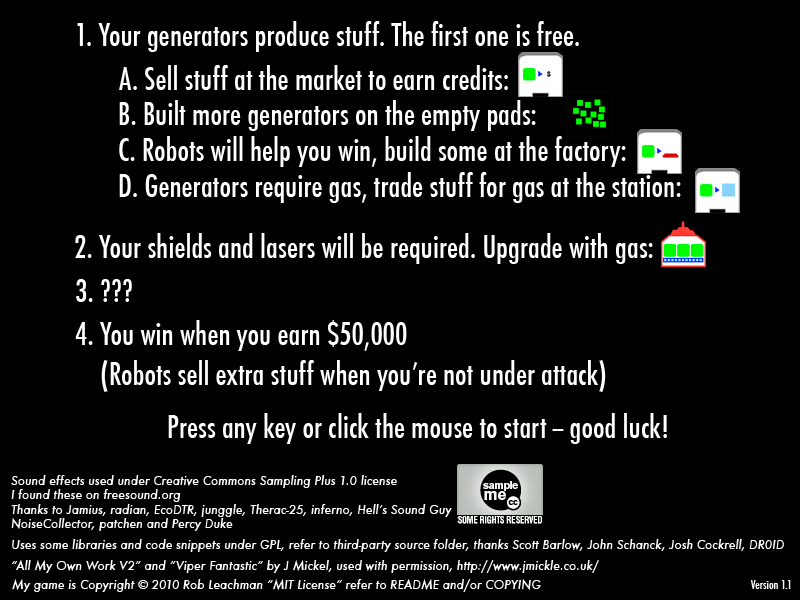 1. Your generators produce stuff. The first one is free.
A. Sell stuff at the market to earn credits:
$
B. Built more generators on the empty pads:
C. Robots will help you win, build some at the factory:
D. Generators require gas, trade stuff for gas at the station:
2. Your shields and lasers will be required. Upgrade with gas:
3. ???
4. You win when you earn $50,000
(Robots sell extra stuff when you're not under attack)
Press any key or click the mouse to start – good luck!
Sound effects used under Creative Commons Sampling Plus 1.0 license
I found these on freesound.org
Thanks to Jamius, radian, EcoDTR, junggle, Therac-25, inferno, Hell's Sound Guy
NoiseCollector, patchen and Percy Duke
sample
me
cc
SOME RIGHTS RESERVED
Uses some libraries and code snippets under GPL, refer to third-party source folder, thanks Scott Barlow, John Schanck, Josh Cockrell, DR0ID
"All My Own Work V2" and "Viper Fantastic" by J Mickel, used with permission, http://www.jmickle.co.uk/
My game is Copyright © 2010 Rob Leachman "MIT License" refer to README and/or COPYING
Version 1.1